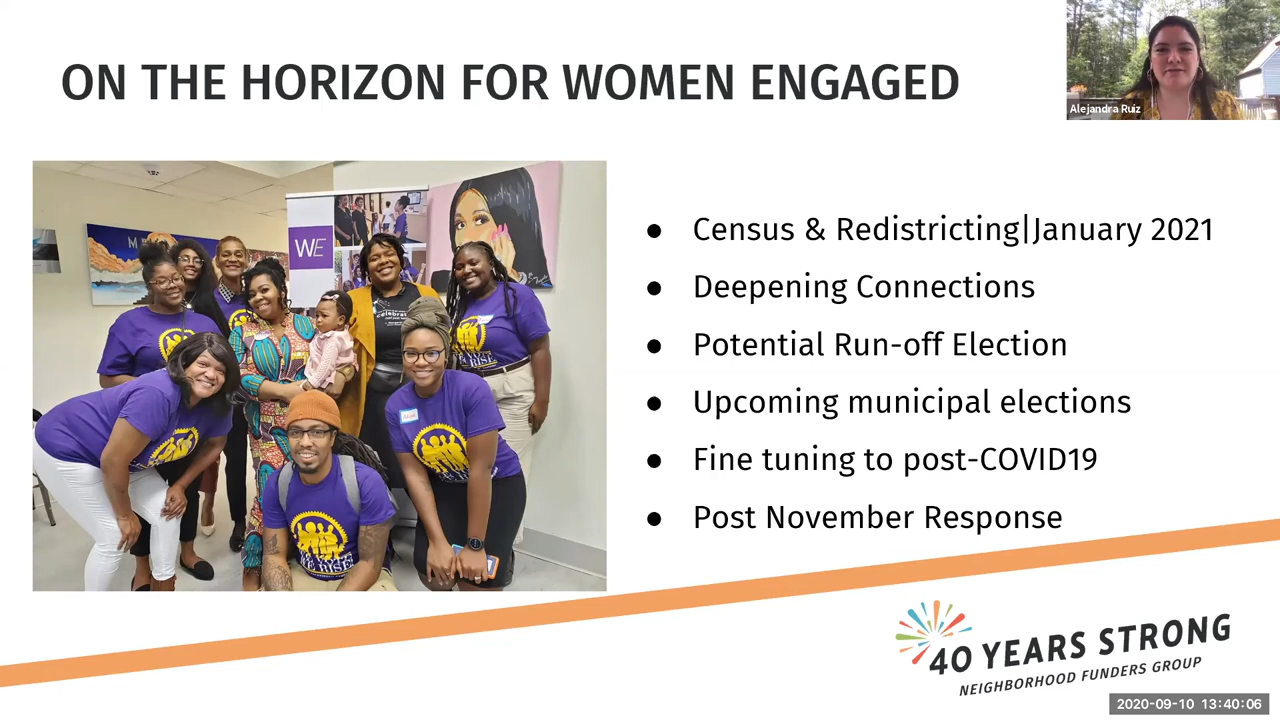 ON THE HORIZON FOR WOMEN ENGAGED
Alejandra Ruiz
WE
● Census & Redistricting|January 2021
● Deepening Connections
● Potential Run-off Election
● Upcoming municipal elections
● Fine tuning to post-COVID19
● Post November Response
40 YEARS STRONG
NEIGHBORHOOD FUNDERS GROUP
2020-09-10 13:40:06